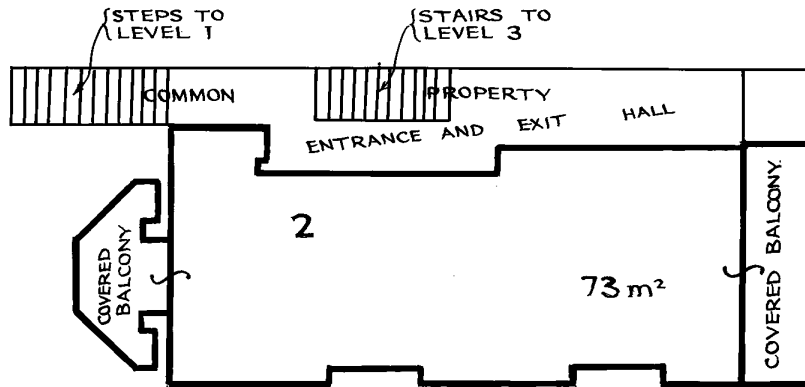 STEPS TO
LEVEL 1
STAIRS TO
LEVEL 3
COMMON PROPERTY
ENTRANCE AND EXIT HALL
COVERED
BALCONY
2
73 m²
COVERED BALCONY.